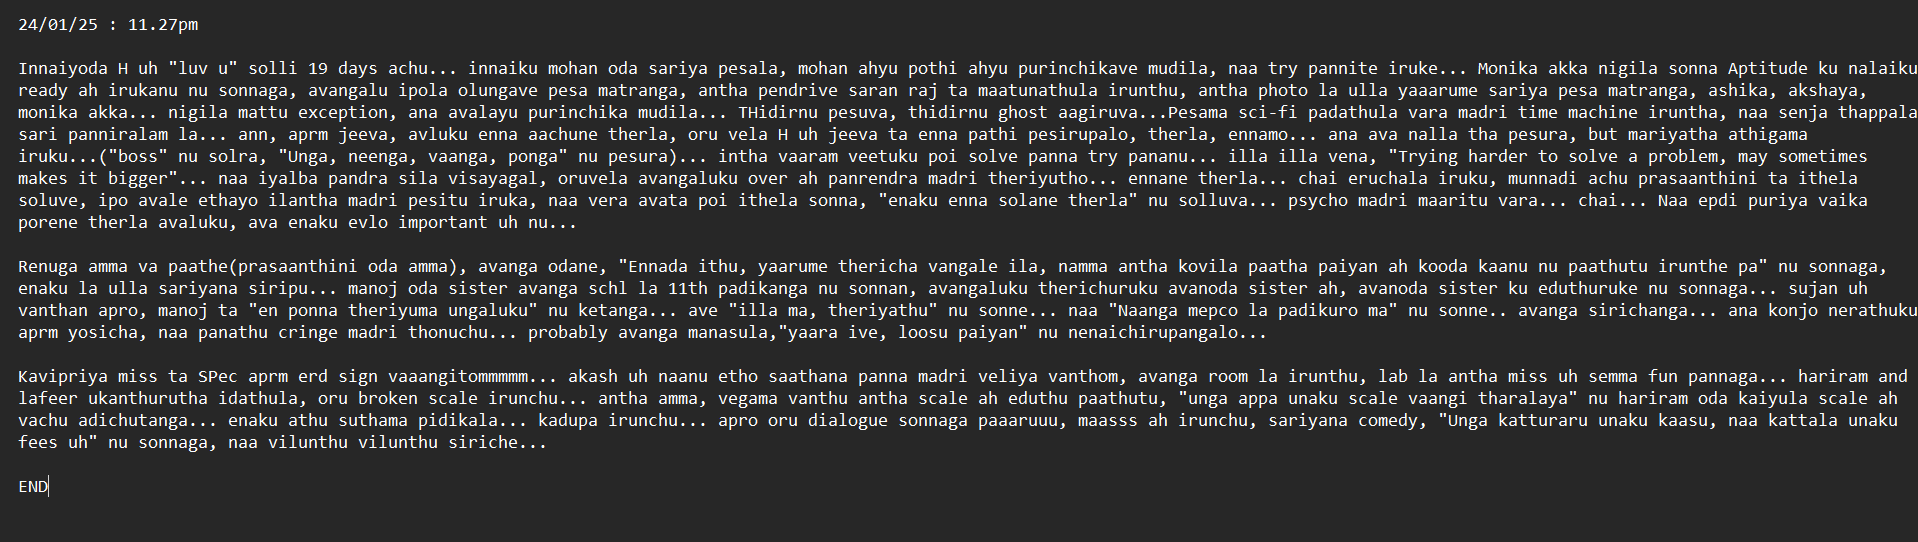 24/01/25 : 11.27pm
Innaiyoda H uh "luv u" solli 19 days achu... innaiku mohan oda sariya pesala, mohan ahyu pothi ahyu purinchikave mudila, naa try pannite iruke... Monika akka nigila sonna Aptitude ku nalaiku
ready ah irukanu nu sonnaga, avangalu ipola olungave pesa matranga, antha pendrive saran raj ta maatunathula irunthu, antha photo la ulla yaaarume sariya pesa matranga, ashika, akshaya,
monika akka... nigila mattu exception, ana avalayu purinchika mudila... THidirnu pesuva, thidirnu ghost aagiruva...Pesama sci-fi padathula vara madri time machine iruntha, naa senja thappala
sari panniralam la... ann, aprm jeeva, avluku enna aachune therla, oru vela H uh jeeva ta enna pathi pesirupalo, therla, ennamo... ana ava nalla tha pesura, but mariyatha athigama
iruku...("boss" nu solra, "Unga, neenga, vaanga, ponga" nu pesura)... intha vaaram veetuku poi solve panna try pananu... illa illa vena, "Trying harder to solve a problem, may sometimes
makes it bigger"... naa iyalba pandra sila visayagal, oruvela avangaluku over ah panrendra madri theriyutho... ennane therla... chai eruchala iruku, munnadi achu prasaanthini ta ithela
soluve, ipo avale ethayo ilantha madri pesitu iruka, naa vera avata poi ithela sonna, "enaku enna solane therla" nu solluva... psycho madri maaritu vara... chai... Naa epdi puriya vaika
porene therla avaluku, ava enaku evlo important uh nu...
Renuga amma va paathe(prasaanthini oda amma), avanga odane, "Ennada ithu, yaarume thericha vangale ila, namma antha kovila paatha paiyan ah kooda kaanu nu paathutu irunthe pa" nu sonnaga,
enaku la ulla sariyana siripu... manoj oda sister avanga schl la 11th padikanga nu sonnan, avangaluku therichuruku avanoda sister ah, avanoda sister ku eduthuruke nu sonnaga... sujan uh
vanthan apro, manoj ta "en ponna theriyuma ungaluku" nu ketanga... ave "illa ma, theriyathu" nu sonne... naa "Naanga mepco la padikuro ma" nu sonne.. avanga sirichanga... ana konjo nerathuku
aprm yosicha, naa panathu cringe madri thonuchu... probably avanga manasula,"yaara ive, loosu paiyan" nu nenaichirupangalo...
Kavipriya miss ta SPec aprm erd sign vaaangitommmmm... akash uh naanu etho saathana panna madri veliya vanthom, avanga room la irunthu, lab la antha miss uh semma fun pannaga... hariram and
lafeer ukanthurutha idathula, oru broken scale irunchu... antha amma, vegama vanthu antha scale ah eduthu paathutu, "unga appa unaku scale vaangi tharalaya" nu hariram oda kaiyula scale ah
vachu adichutanga... enaku athu suthama pidikala... kadupa irunchu... apro oru dialogue sonnaga paaaruuu, maasss ah irunchu, sariyana comedy, "Unga katturaru unaku kaasu, naa kattala unaku
fees uh" nu sonnaga, naa vilunthu vilunthu siriche...
END